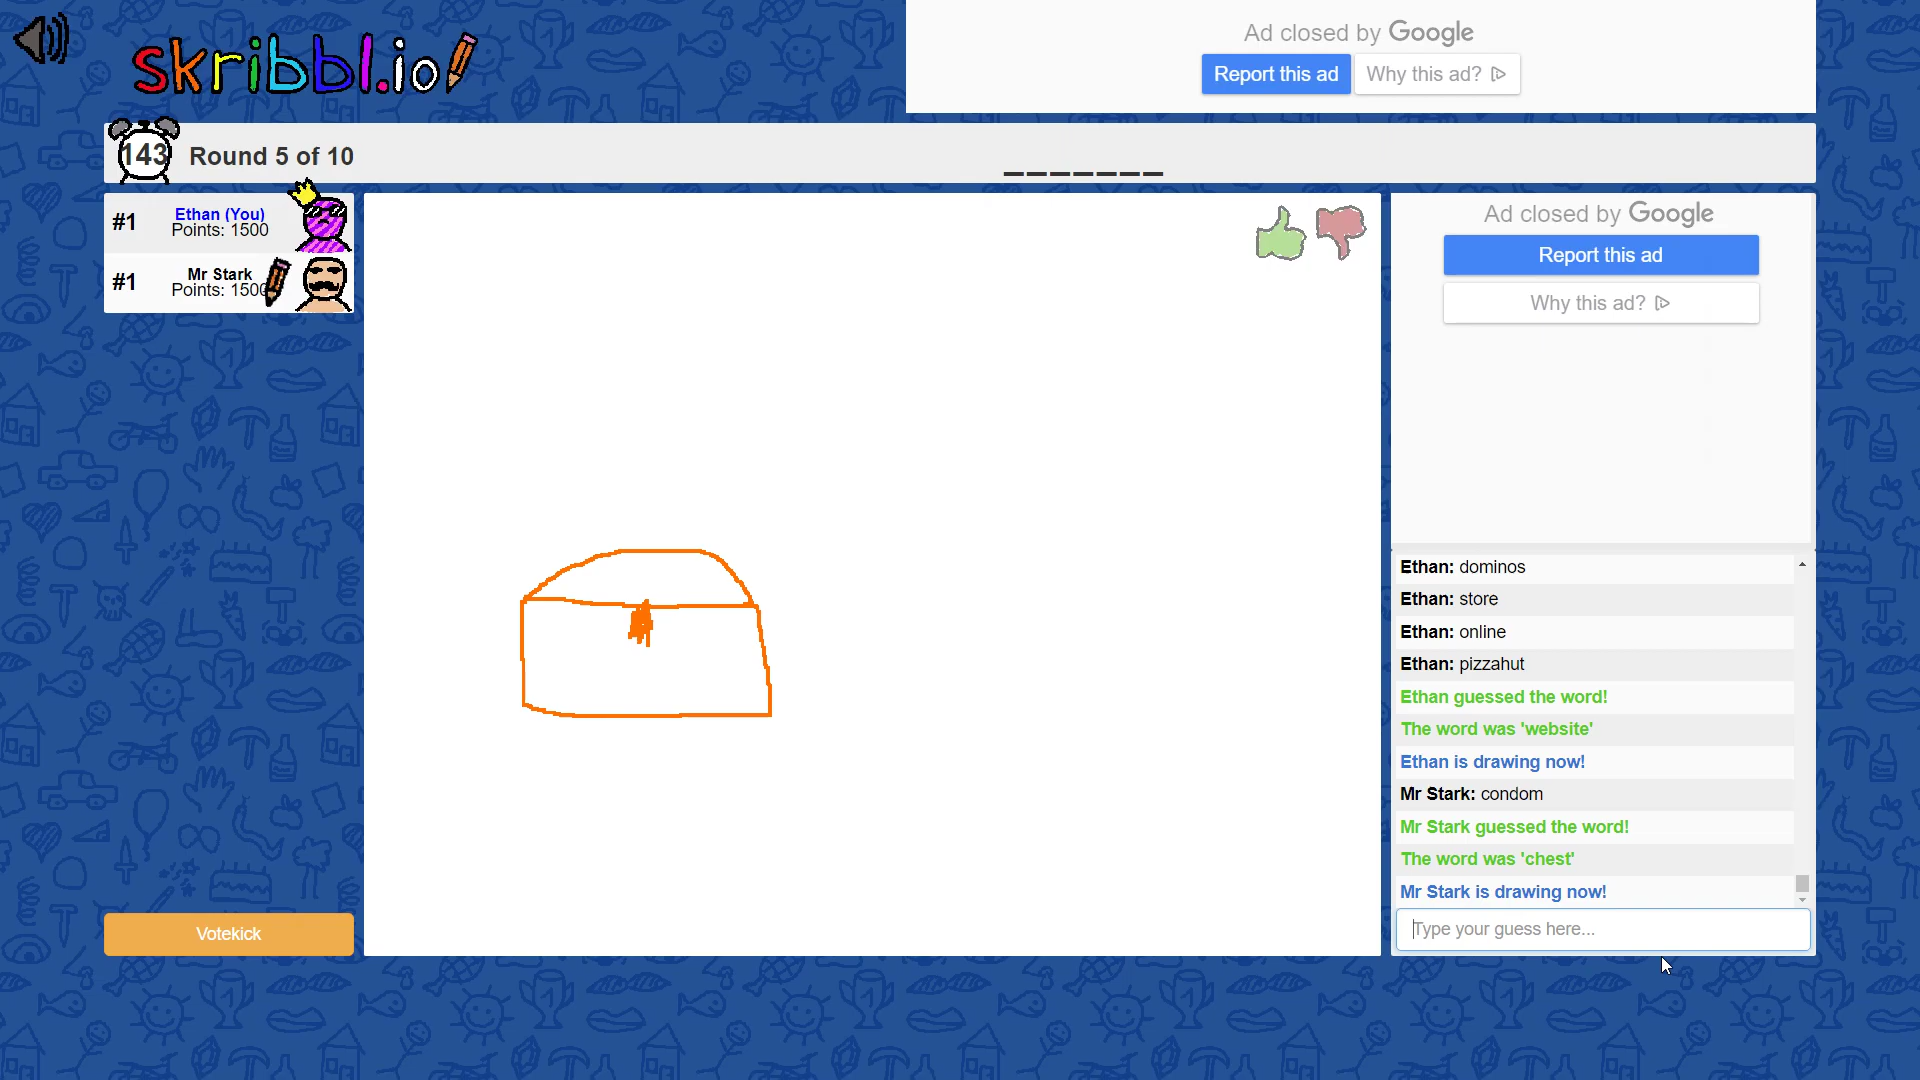 Ad closed by Google
Report this ad
Why this ad?
skribbl.io
143
Round 5 of 10
_______
#1
Ethan (You)
Points: 1500
#1
Mr Stark
Points: 1500
Ad closed by Google
Report this ad
Why this ad?
Ethan: dominos
Ethan: store
Ethan: online
Ethan: pizzahut
Ethan guessed the word!
The word was 'website'
Ethan is drawing now!
Mr Stark: condom
Mr Stark guessed the word!
The word was 'chest'
Mr Stark is drawing now!
Type your guess here...
Votekick